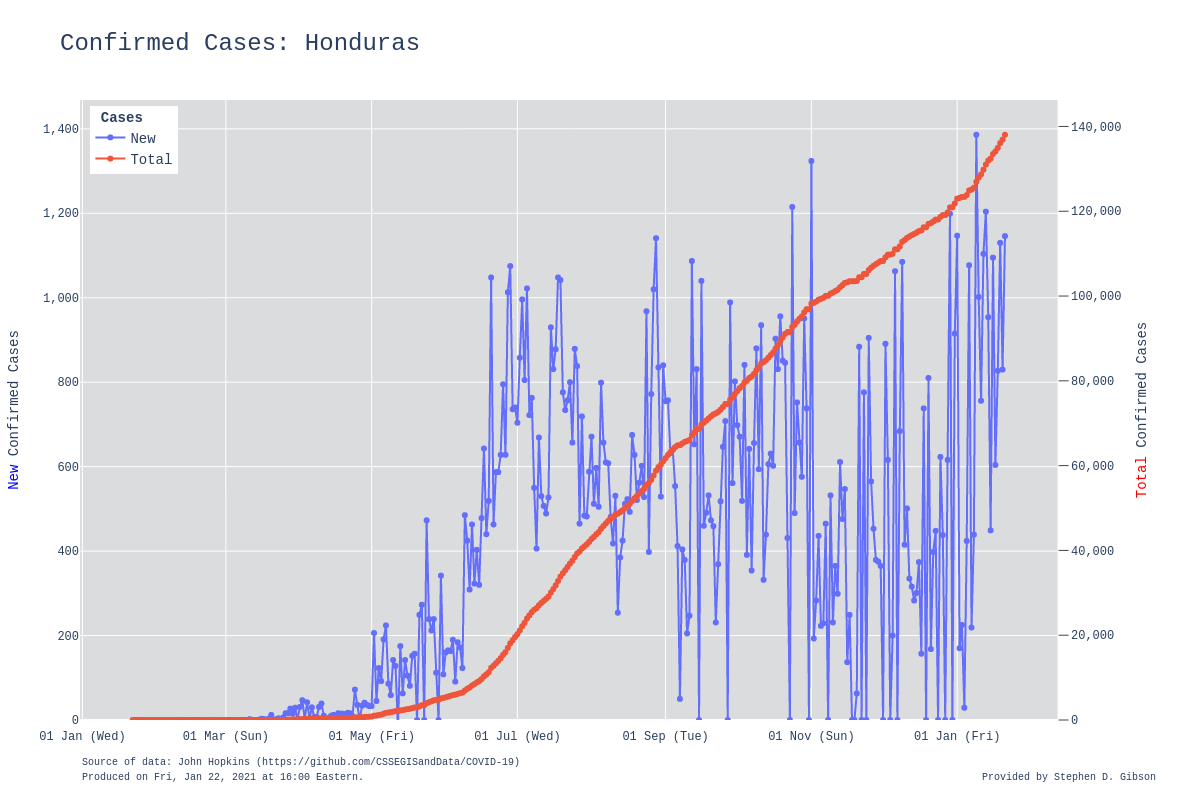 Confirmed Cases: Honduras
Cases
New
Total
1,400
1,200
1,000
800
600
400
200
0
140,000
120,000
100,000
80,000
60,000
40,000
20,000
0
New Confirmed Cases
Total Confirmed Cases
01 Jan (Wed)
01 Mar (Sun)
01 May (Fri)
01 Jul (Wed)
01 Sep (Tue)
01 Nov (Sun)
01 Jan (Fri)
Source of data: John Hopkins (https://github.com/CSSEGISandData/COVID-19)
Produced on Fri, Jan 22, 2021 at 16:00 Eastern.
Provided by Stephen D. Gibson